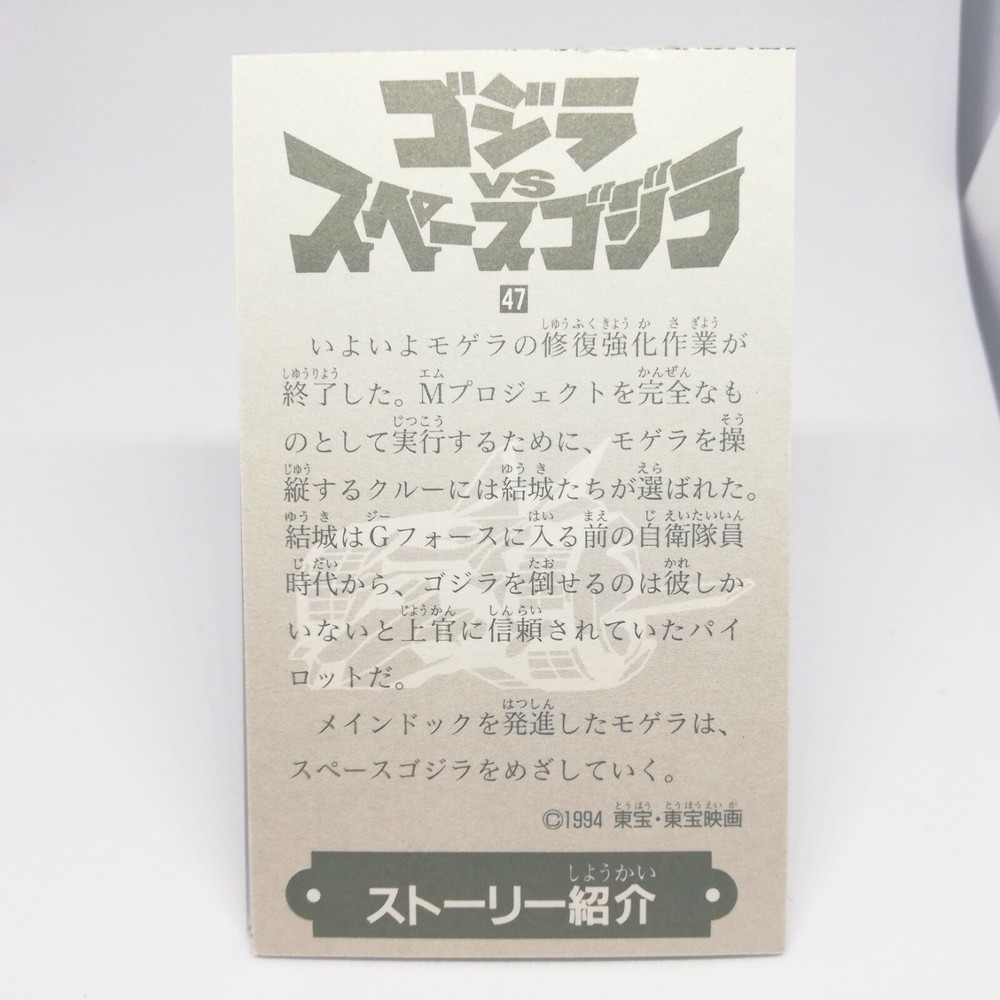 ゴジラ
VS
スペースゴジラ
47
いよいよモゲラの修復強化作業が
終了した。Mプロジェクトを完全なも
のとして実行するために、モゲラを操
縦するクルーには結城たちが選ばれた。
結城はGフォースに入る前の自衛隊員
時代から、ゴジラを倒せるのは彼しか
いないと上官に信頼されていたパイ
ロットだ。
メインドックを発進したモゲラは、
スペースゴジラをめざしていく。
©1994 東宝・東宝映画
ストーリー紹介